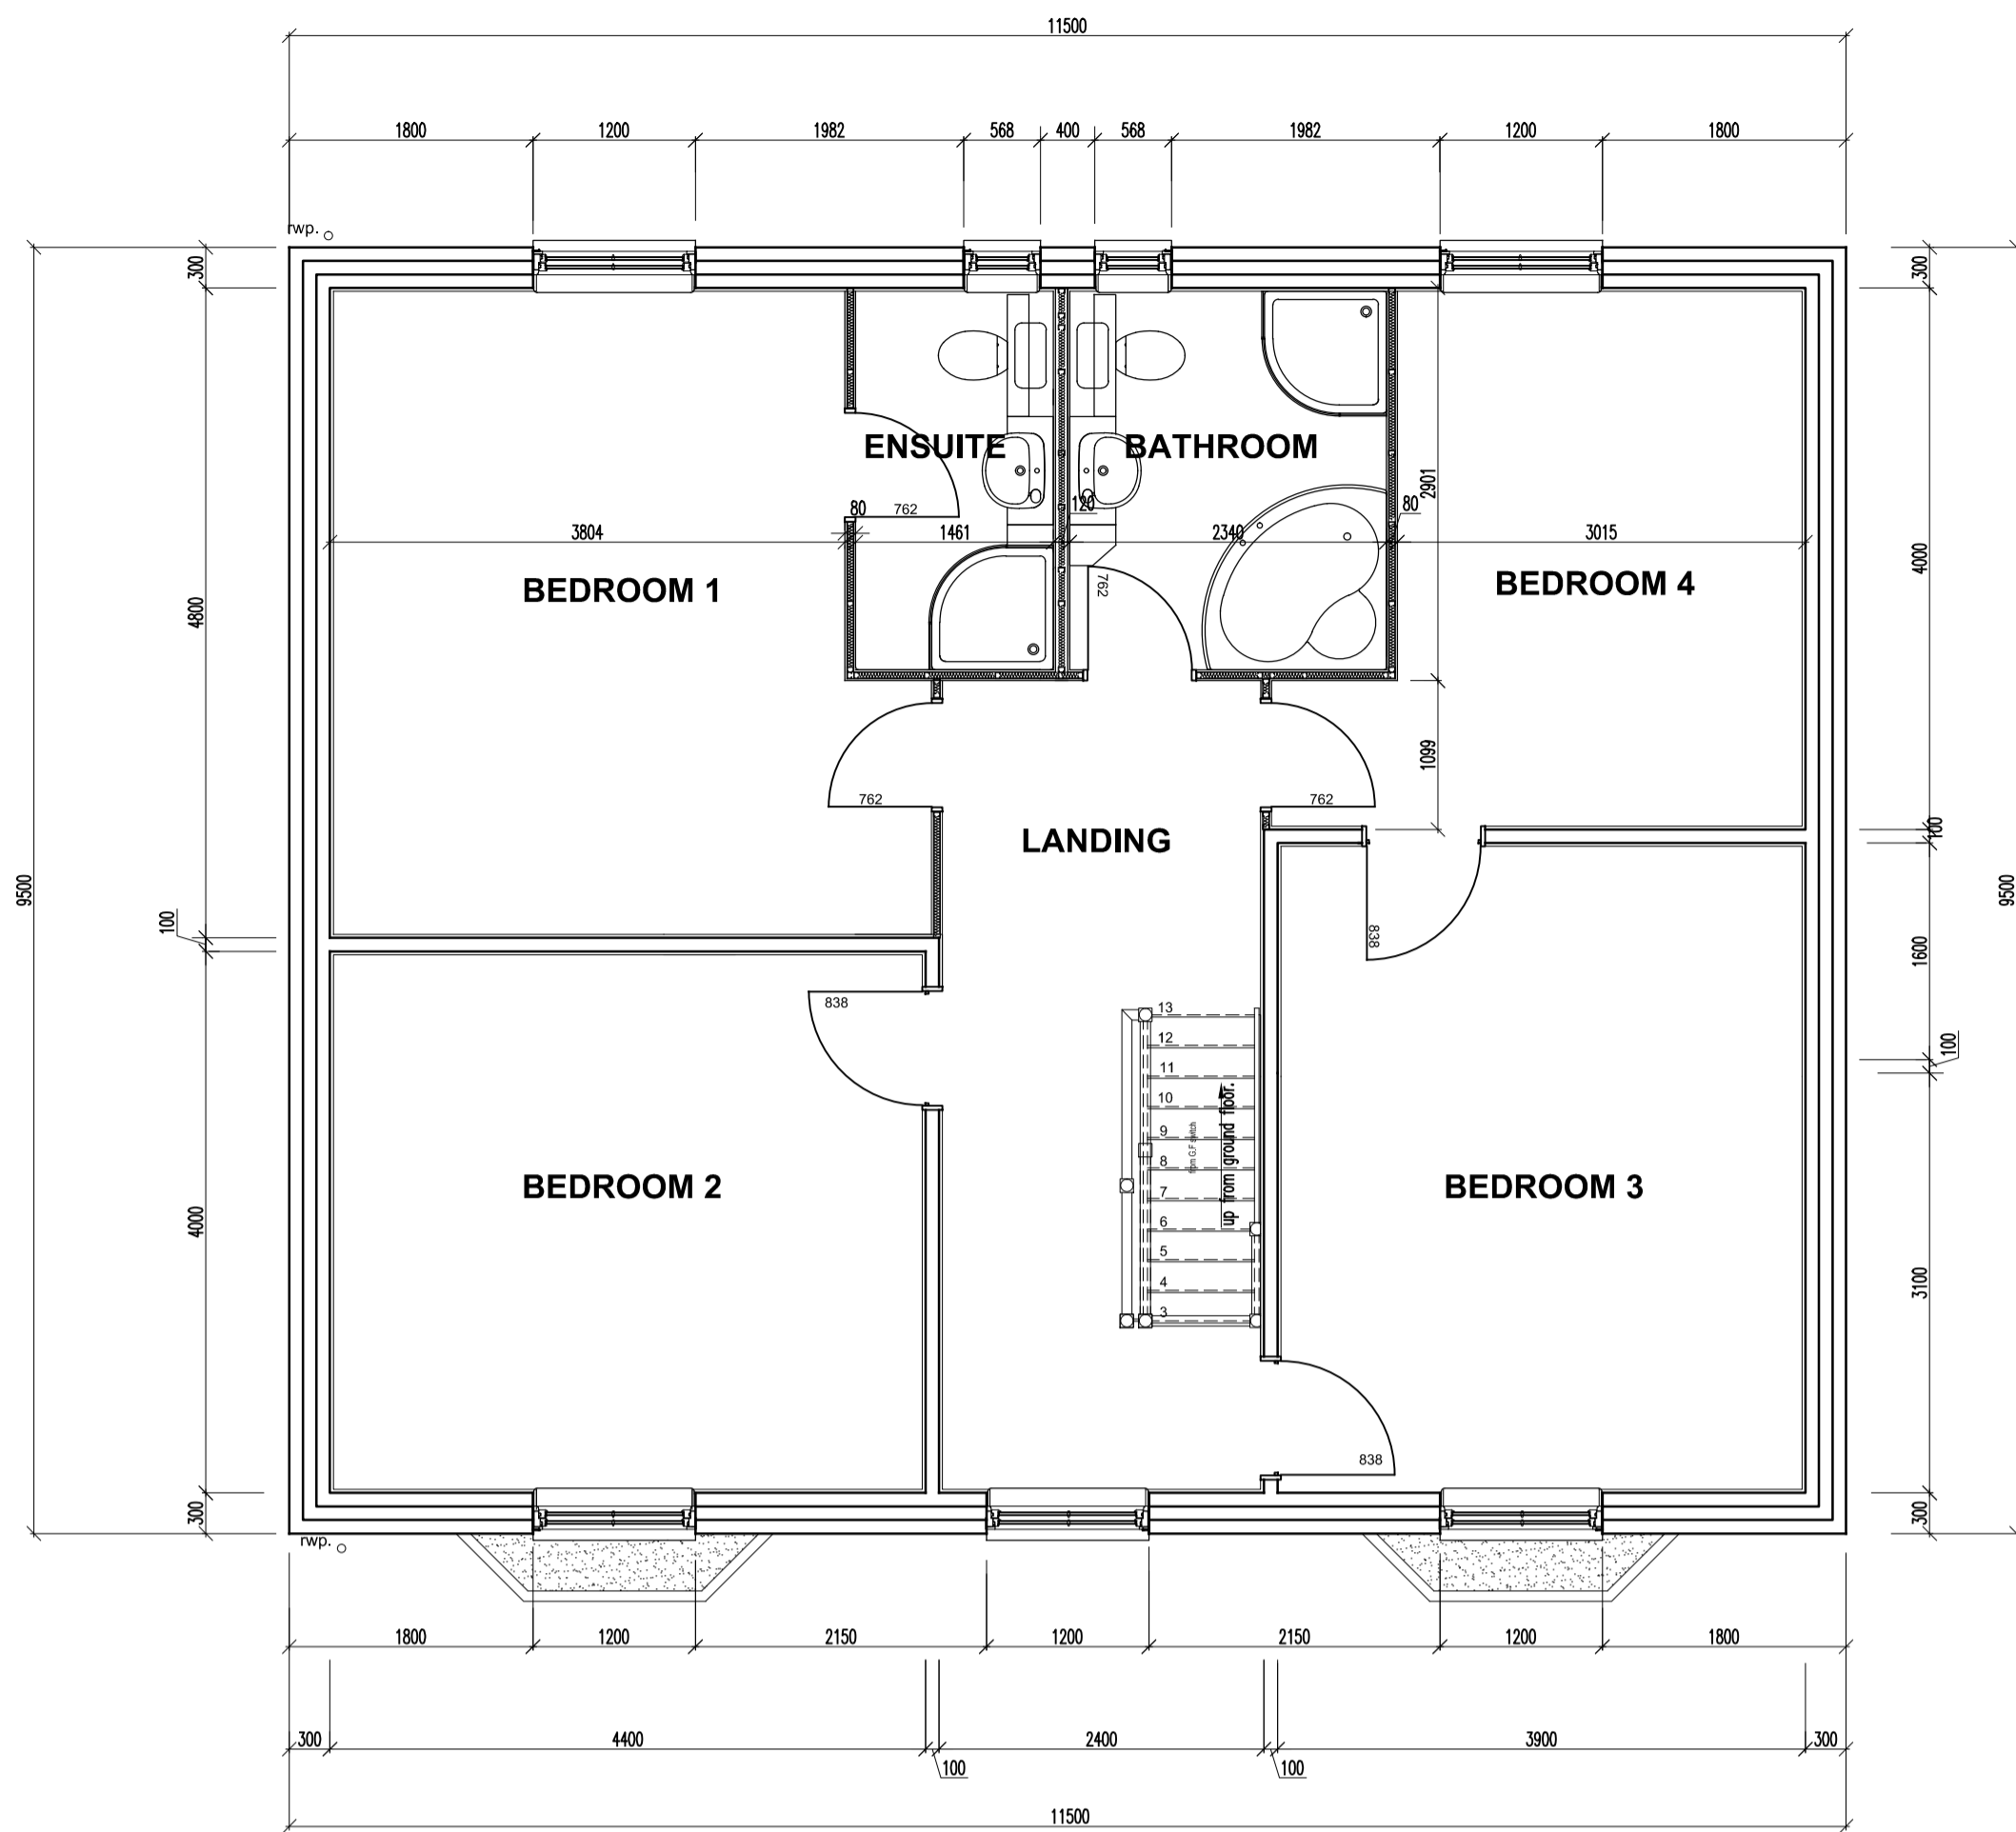 11500
1800 1200 1982 568 400 568 1982 1200 1800
rwp.
300 300
ENSUITE BATHROOM
2901
80 762 120 80
3804 1461 2340 3015
4000
BEDROOM 1 762 BEDROOM 4
4800
1099
762 762
LANDING
100
9500 9500
100
838
1600
838
13
12
100
11
10
9
8
7
6
5
4
3
up from ground floor.
BEDROOM 2 BEDROOM 3
4000
3100
838
300 300
rwp.
1800 1200 2150 1200 2150 1200 1800
300 4400 2400 3900 300
100 100
11500